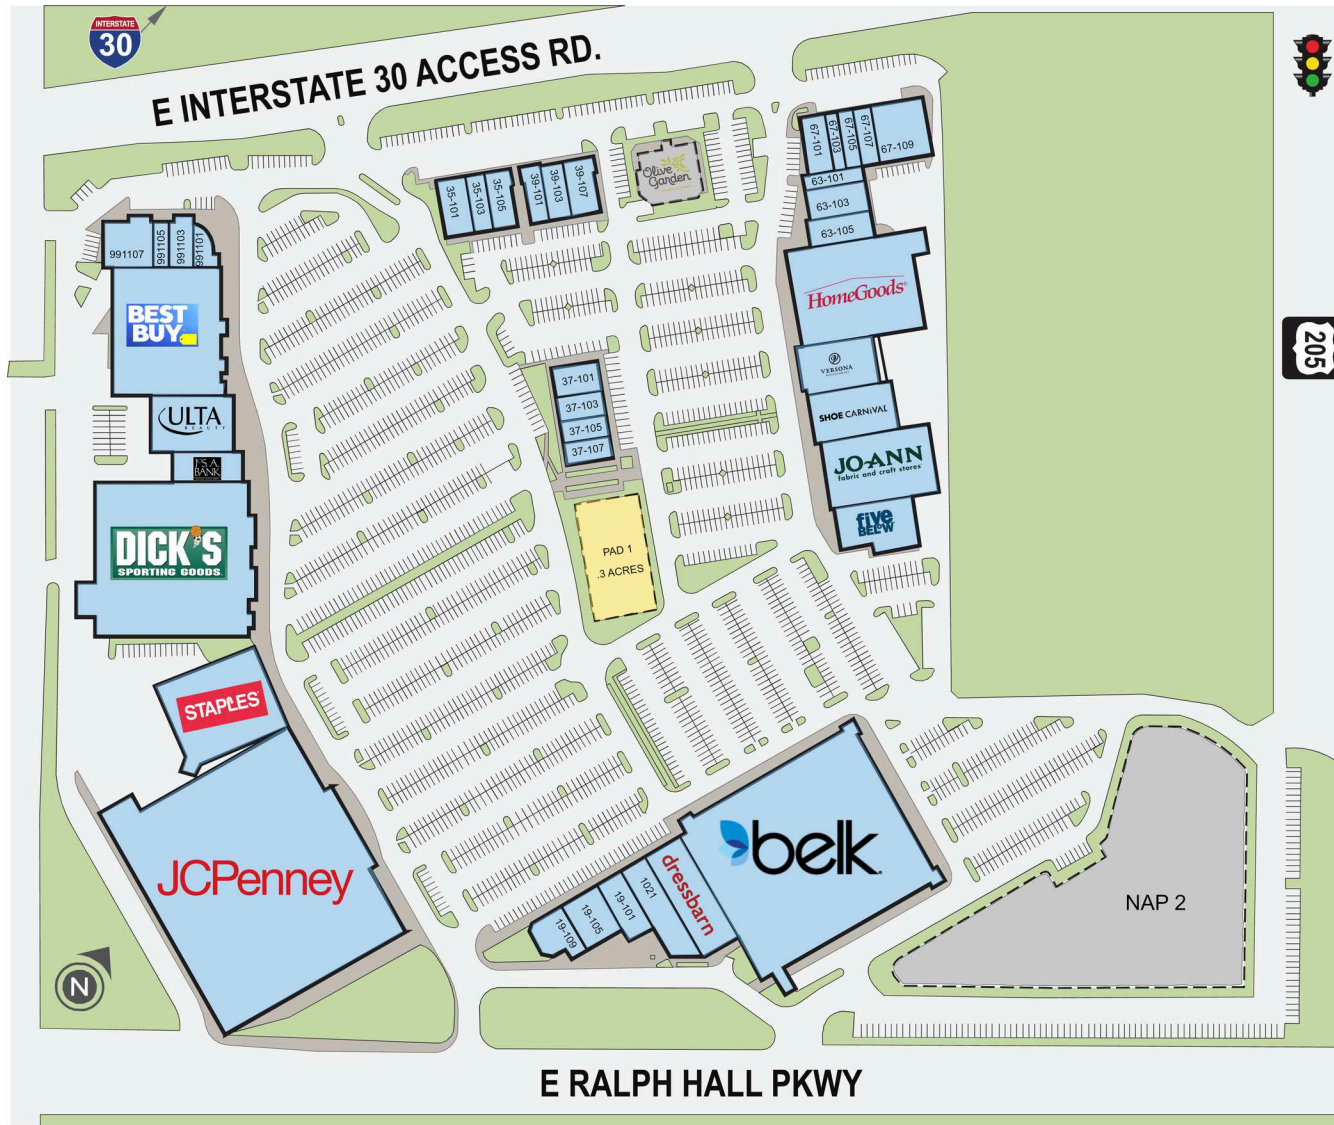 INTERSTATE
30
E INTERSTATE 30 ACCESS RD.
205
67-101
67-103
67-105
67-107
67-109
63-101
63-103
63-105
Olive
Garden
35-101
35-103
35-105
39-101
39-103
39-107
991107
991105
991103
991101
BEST
BUY
HomeGoods
VERSONA
SHOE CARNIVAL
JO-ANN
fabric and craft stores
five
BELOW
37-101
37-103
37-105
37-107
ULTA
BEAUTY
BANK
DICK'S
SPORTING GOODS
PAD 1
.3 ACRES
STAPLES
JCPenney
belk
dressbarn
1021
19-101
19-105
19-109
NAP 2
N
E RALPH HALL PKWY